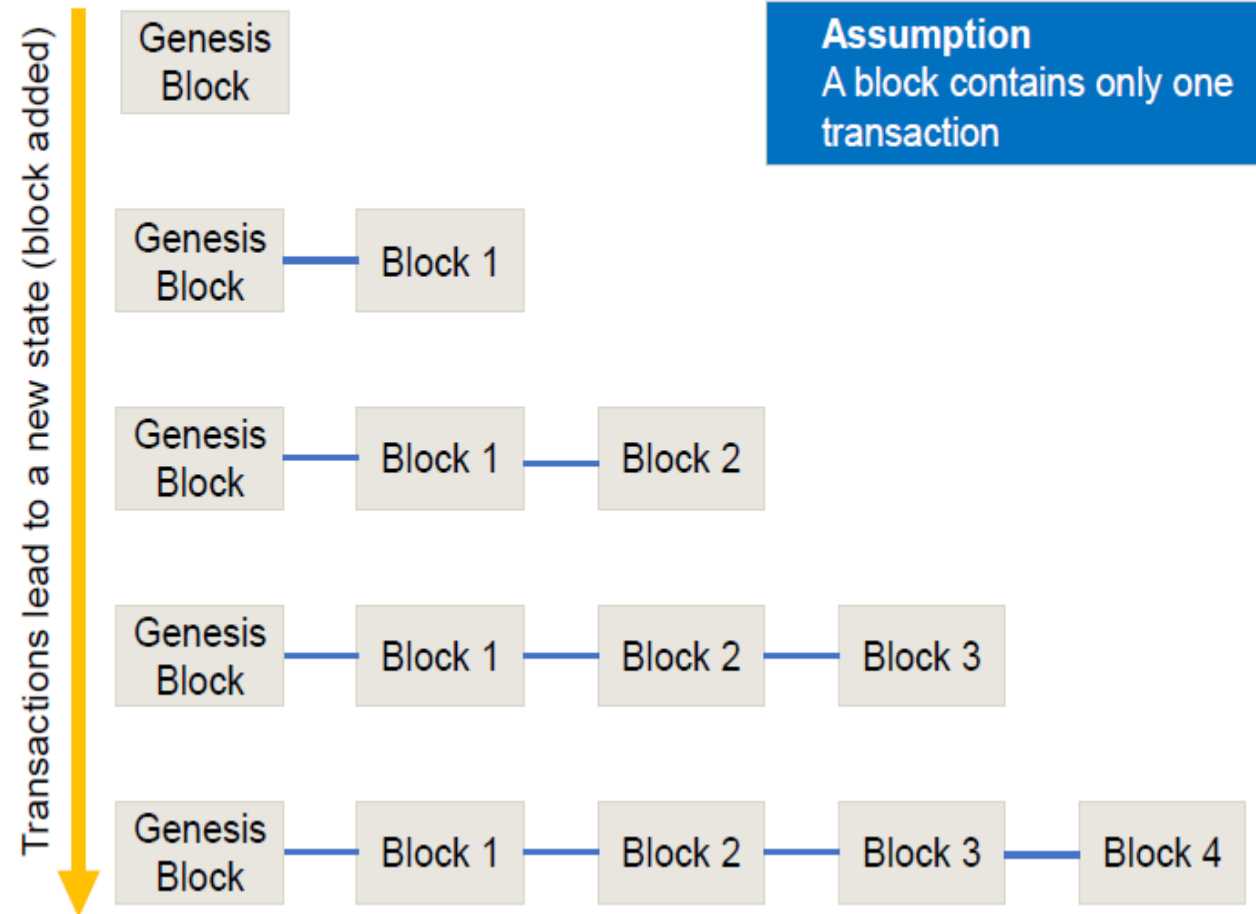 Transactions lead to a new state (block added)
Genesis
Block
Assumption
A block contains only one
transaction
Genesis
Block
Block 1
Genesis
Block
Block 1
Block 2
Genesis
Block
Block 1
Block 2
Block 3
Genesis
Block
Block 1
Block 2
Block 3
Block 4